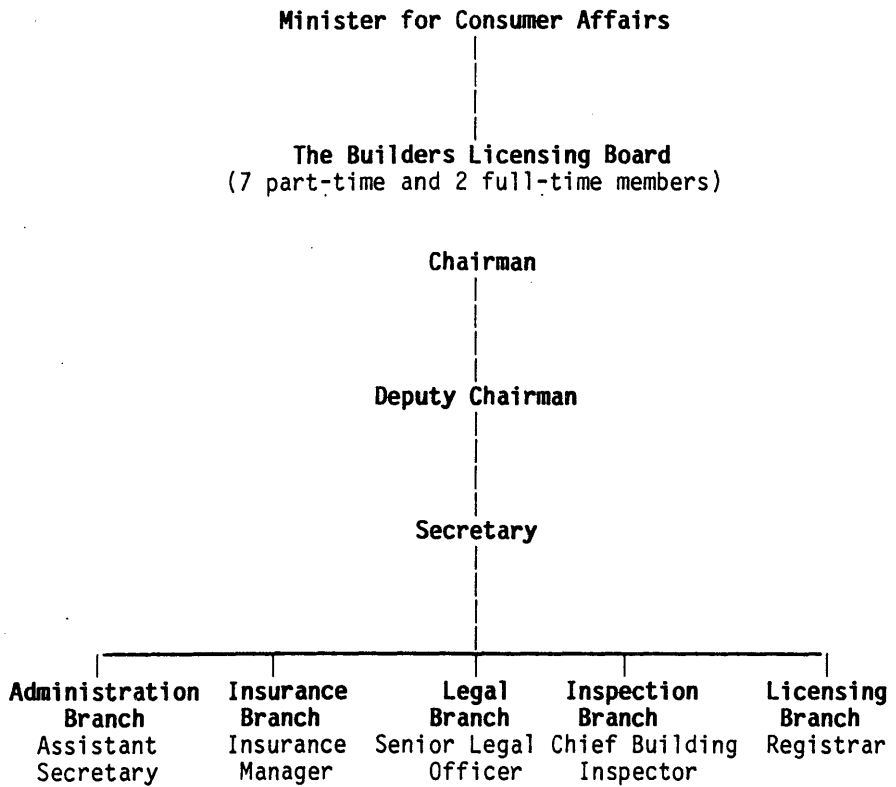 Minister for Consumer Affairs
The Builders Licensing Board
(7 part-time and 2 full-time members)
Chairman
Deputy Chairman
Secretary
Administration Branch
Assistant Secretary
Insurance Branch
Insurance Manager
Legal Branch
Senior Legal Officer
Inspection Branch
Chief Building Inspector
Licensing Branch
Registrar